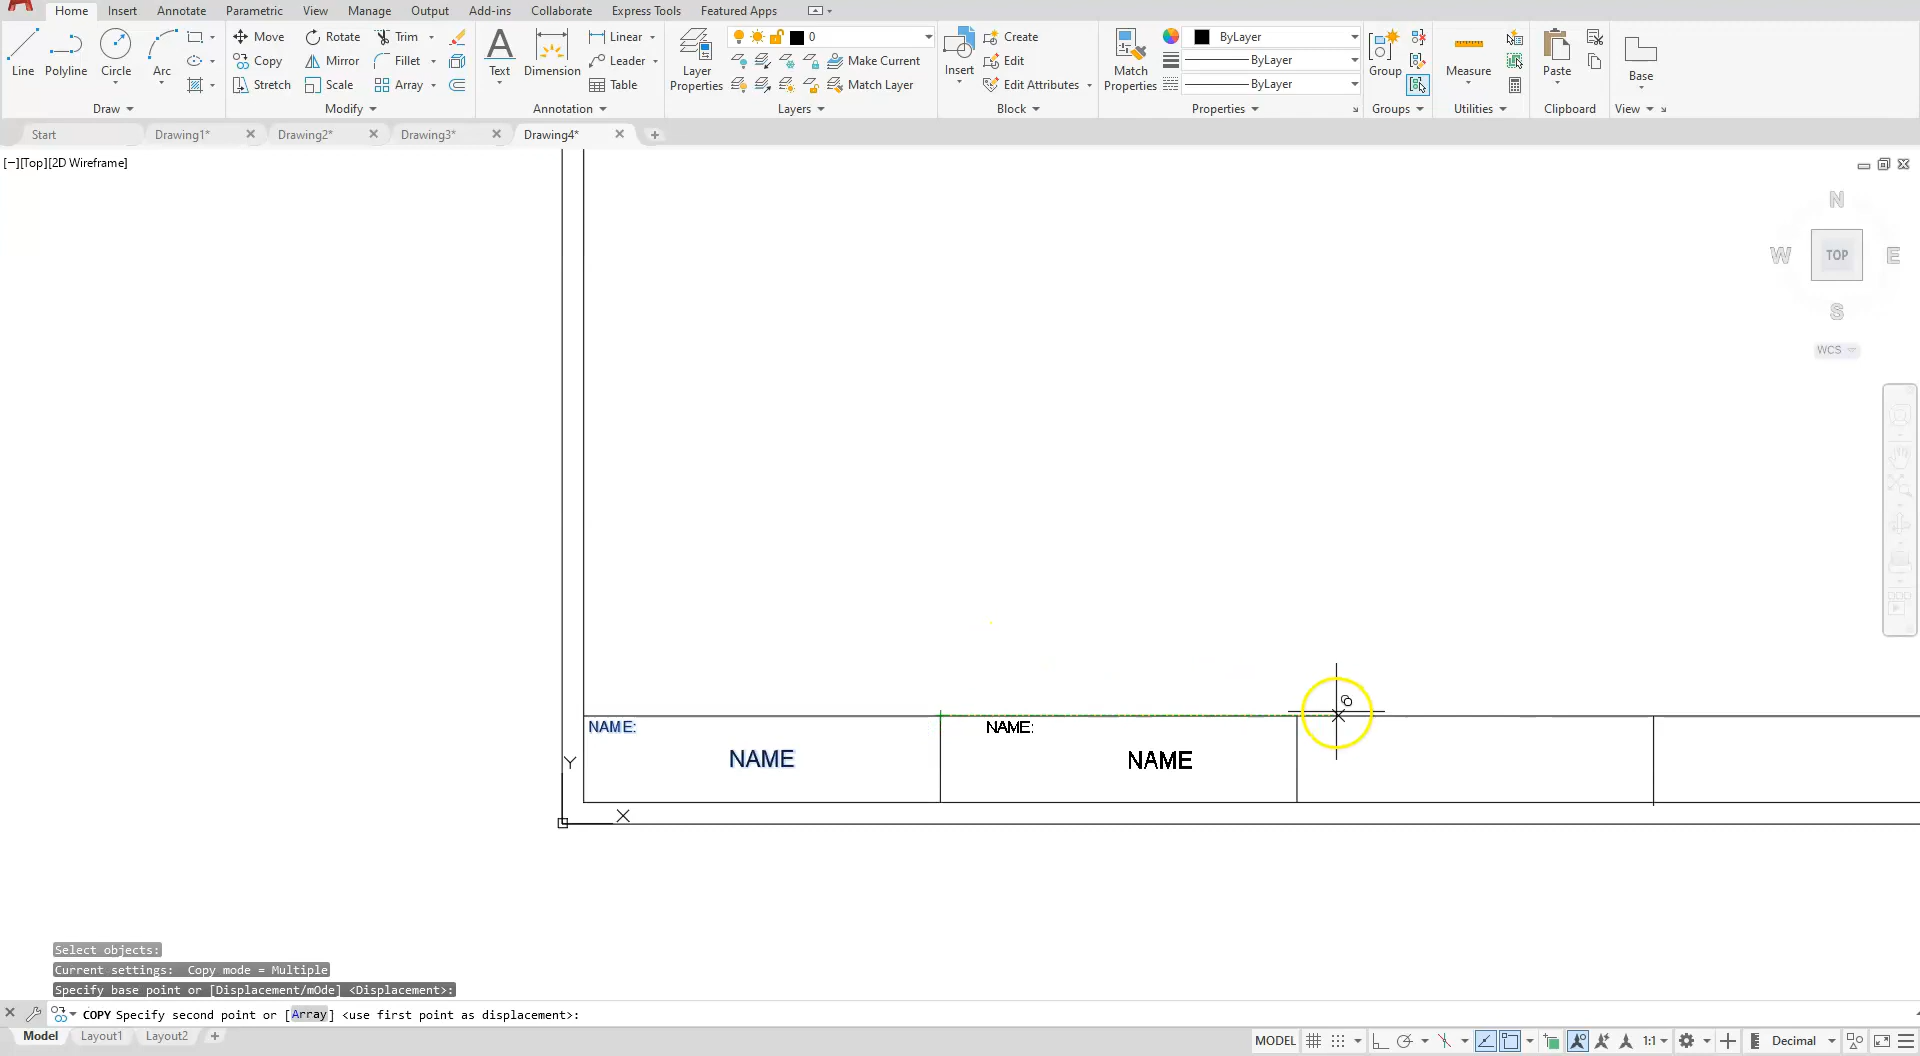 Home Insert Annotate Parametric View Manage Output Add-ins Collaborate Express Tools Featured Apps
Line Polyline Circle Arc
Move Rotate Trim
Copy Mirror Fillet
Stretch Scale Array
Text Dimension
Linear
Leader
Table
Layer Properties
0
Make Current
Match Layer
Insert
Create
Edit
Edit Attributes
Match Properties
ByLayer
ByLayer
ByLayer
Group
Measure
Paste
Base
Draw Modify Annotation Layers Block Properties Groups Utilities Clipboard View
Start Drawing1* Drawing2* Drawing3* Drawing4*
[−][Top][2D Wireframe]
N
W TOP E
S
WCS
NAME: NAME:
NAME NAME
Y
X
Select objects:
Current settings:  Copy mode = Multiple
Specify base point or [Displacement/mOde] <Displacement>:
COPY Specify second point or [Array] <use first point as displacement>:
Model Layout1 Layout2 +
MODEL 1:1 Decimal